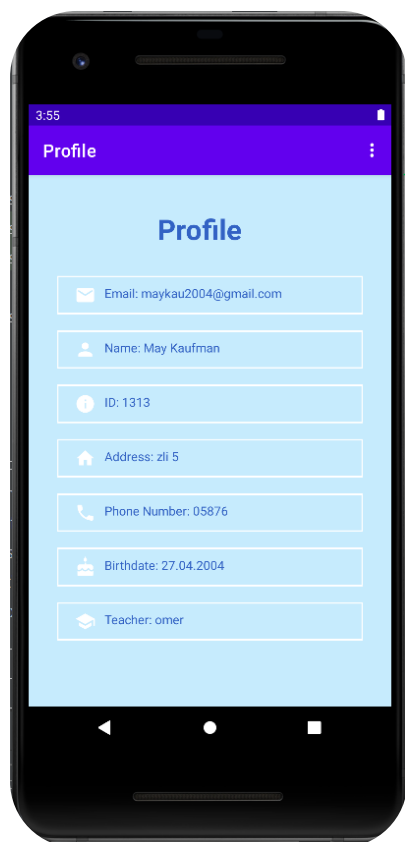 3:55
Profile
Profile
Email: maykau2004@gmail.com
Name: May Kaufman
ID: 1313
Address: zli 5
Phone Number: 05876
Birthdate: 27.04.2004
Teacher: omer